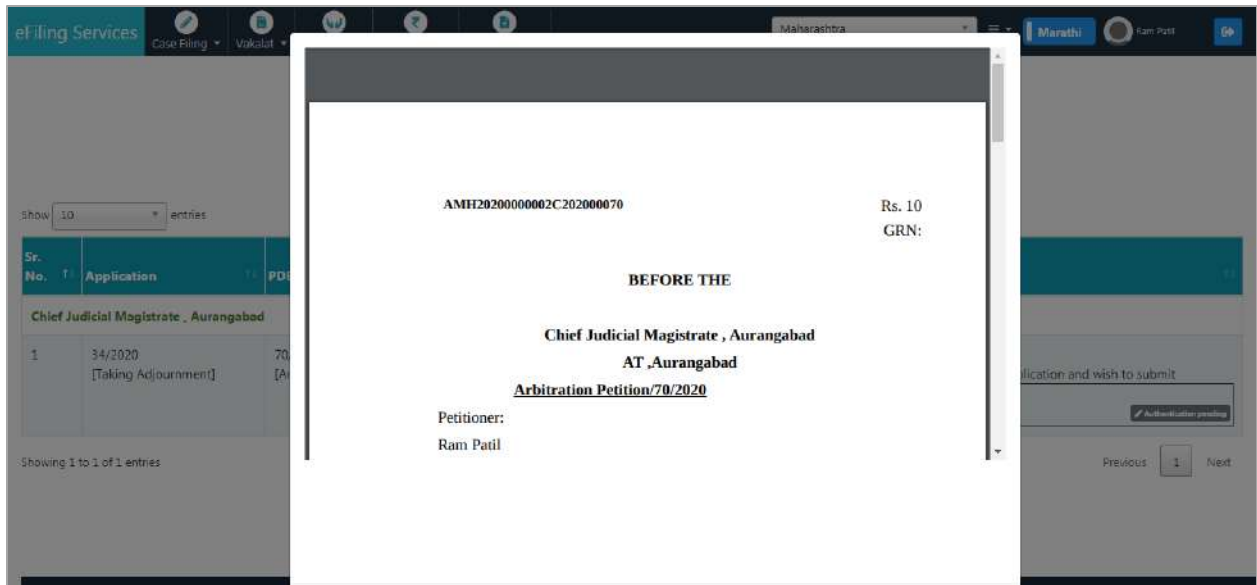 eFiling Services
Case Filing
Vakalat
Maharashtra
Marathi
Ram Patil
Show 10 entries
Sr. No.
Application
PDE
Chief Judicial Magistrate , Aurangabad
1
34/2020
[Taking Adjournment]
70
lication and wish to submit
Authentication pending
Showing 1 to 1 of 1 entries
Previous 1 Next
AMH20200000002C202000070
Rs. 10
GRN:
BEFORE THE
Chief Judicial Magistrate , Aurangabad
AT ,Aurangabad
Arbitration Petition/70/2020
Petitioner:
Ram Patil